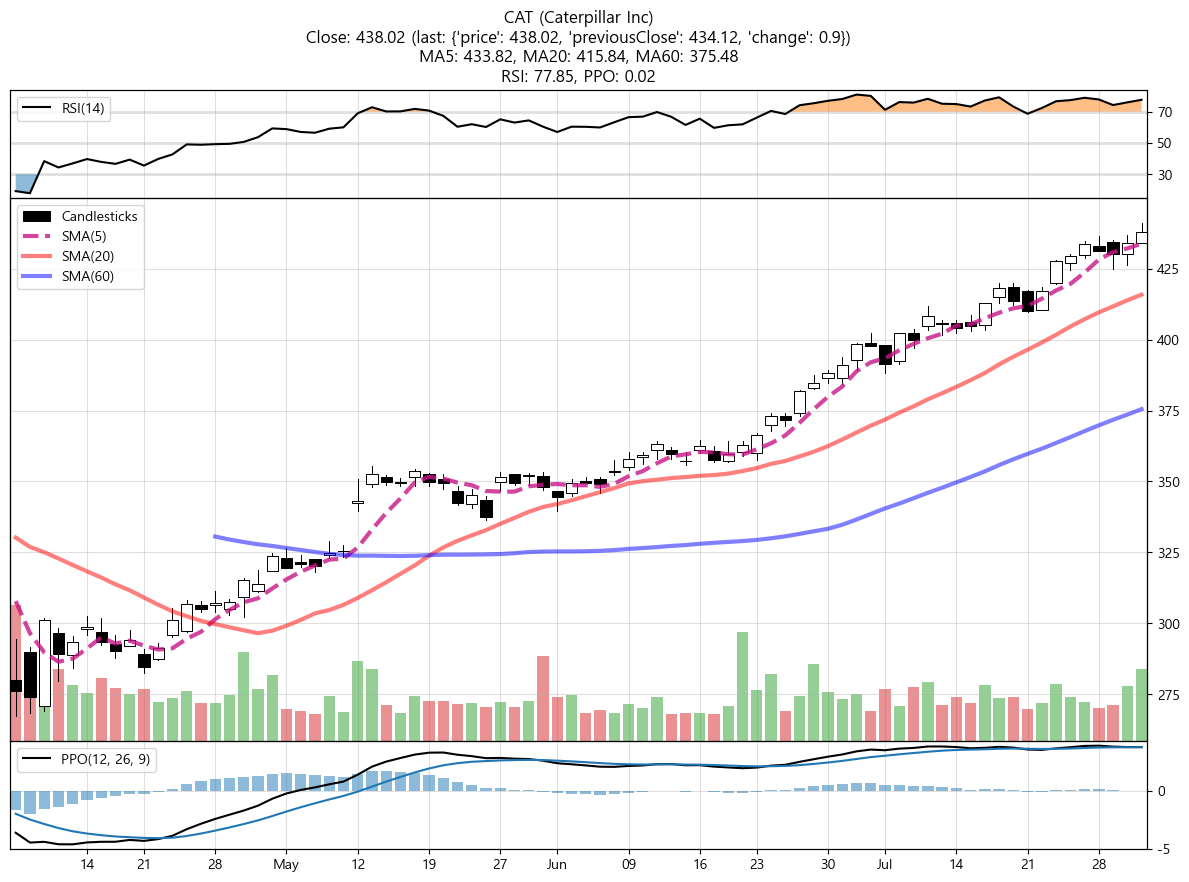 CAT (Caterpillar Inc)
Close: 438.02 (last: {'price': 438.02, 'previousClose': 434.12, 'change': 0.9})
MA5: 433.82, MA20: 415.84, MA60: 375.48
RSI: 77.85, PPO: 0.02
RSI(14)
70
50
30
Candlesticks
SMA(5)
SMA(20)
SMA(60)
425
400
375
350
325
300
275
PPO(12, 26, 9)
0
-5
14 21 28 May 12 19 27 Jun 09 16 23 30 Jul 14 21 28